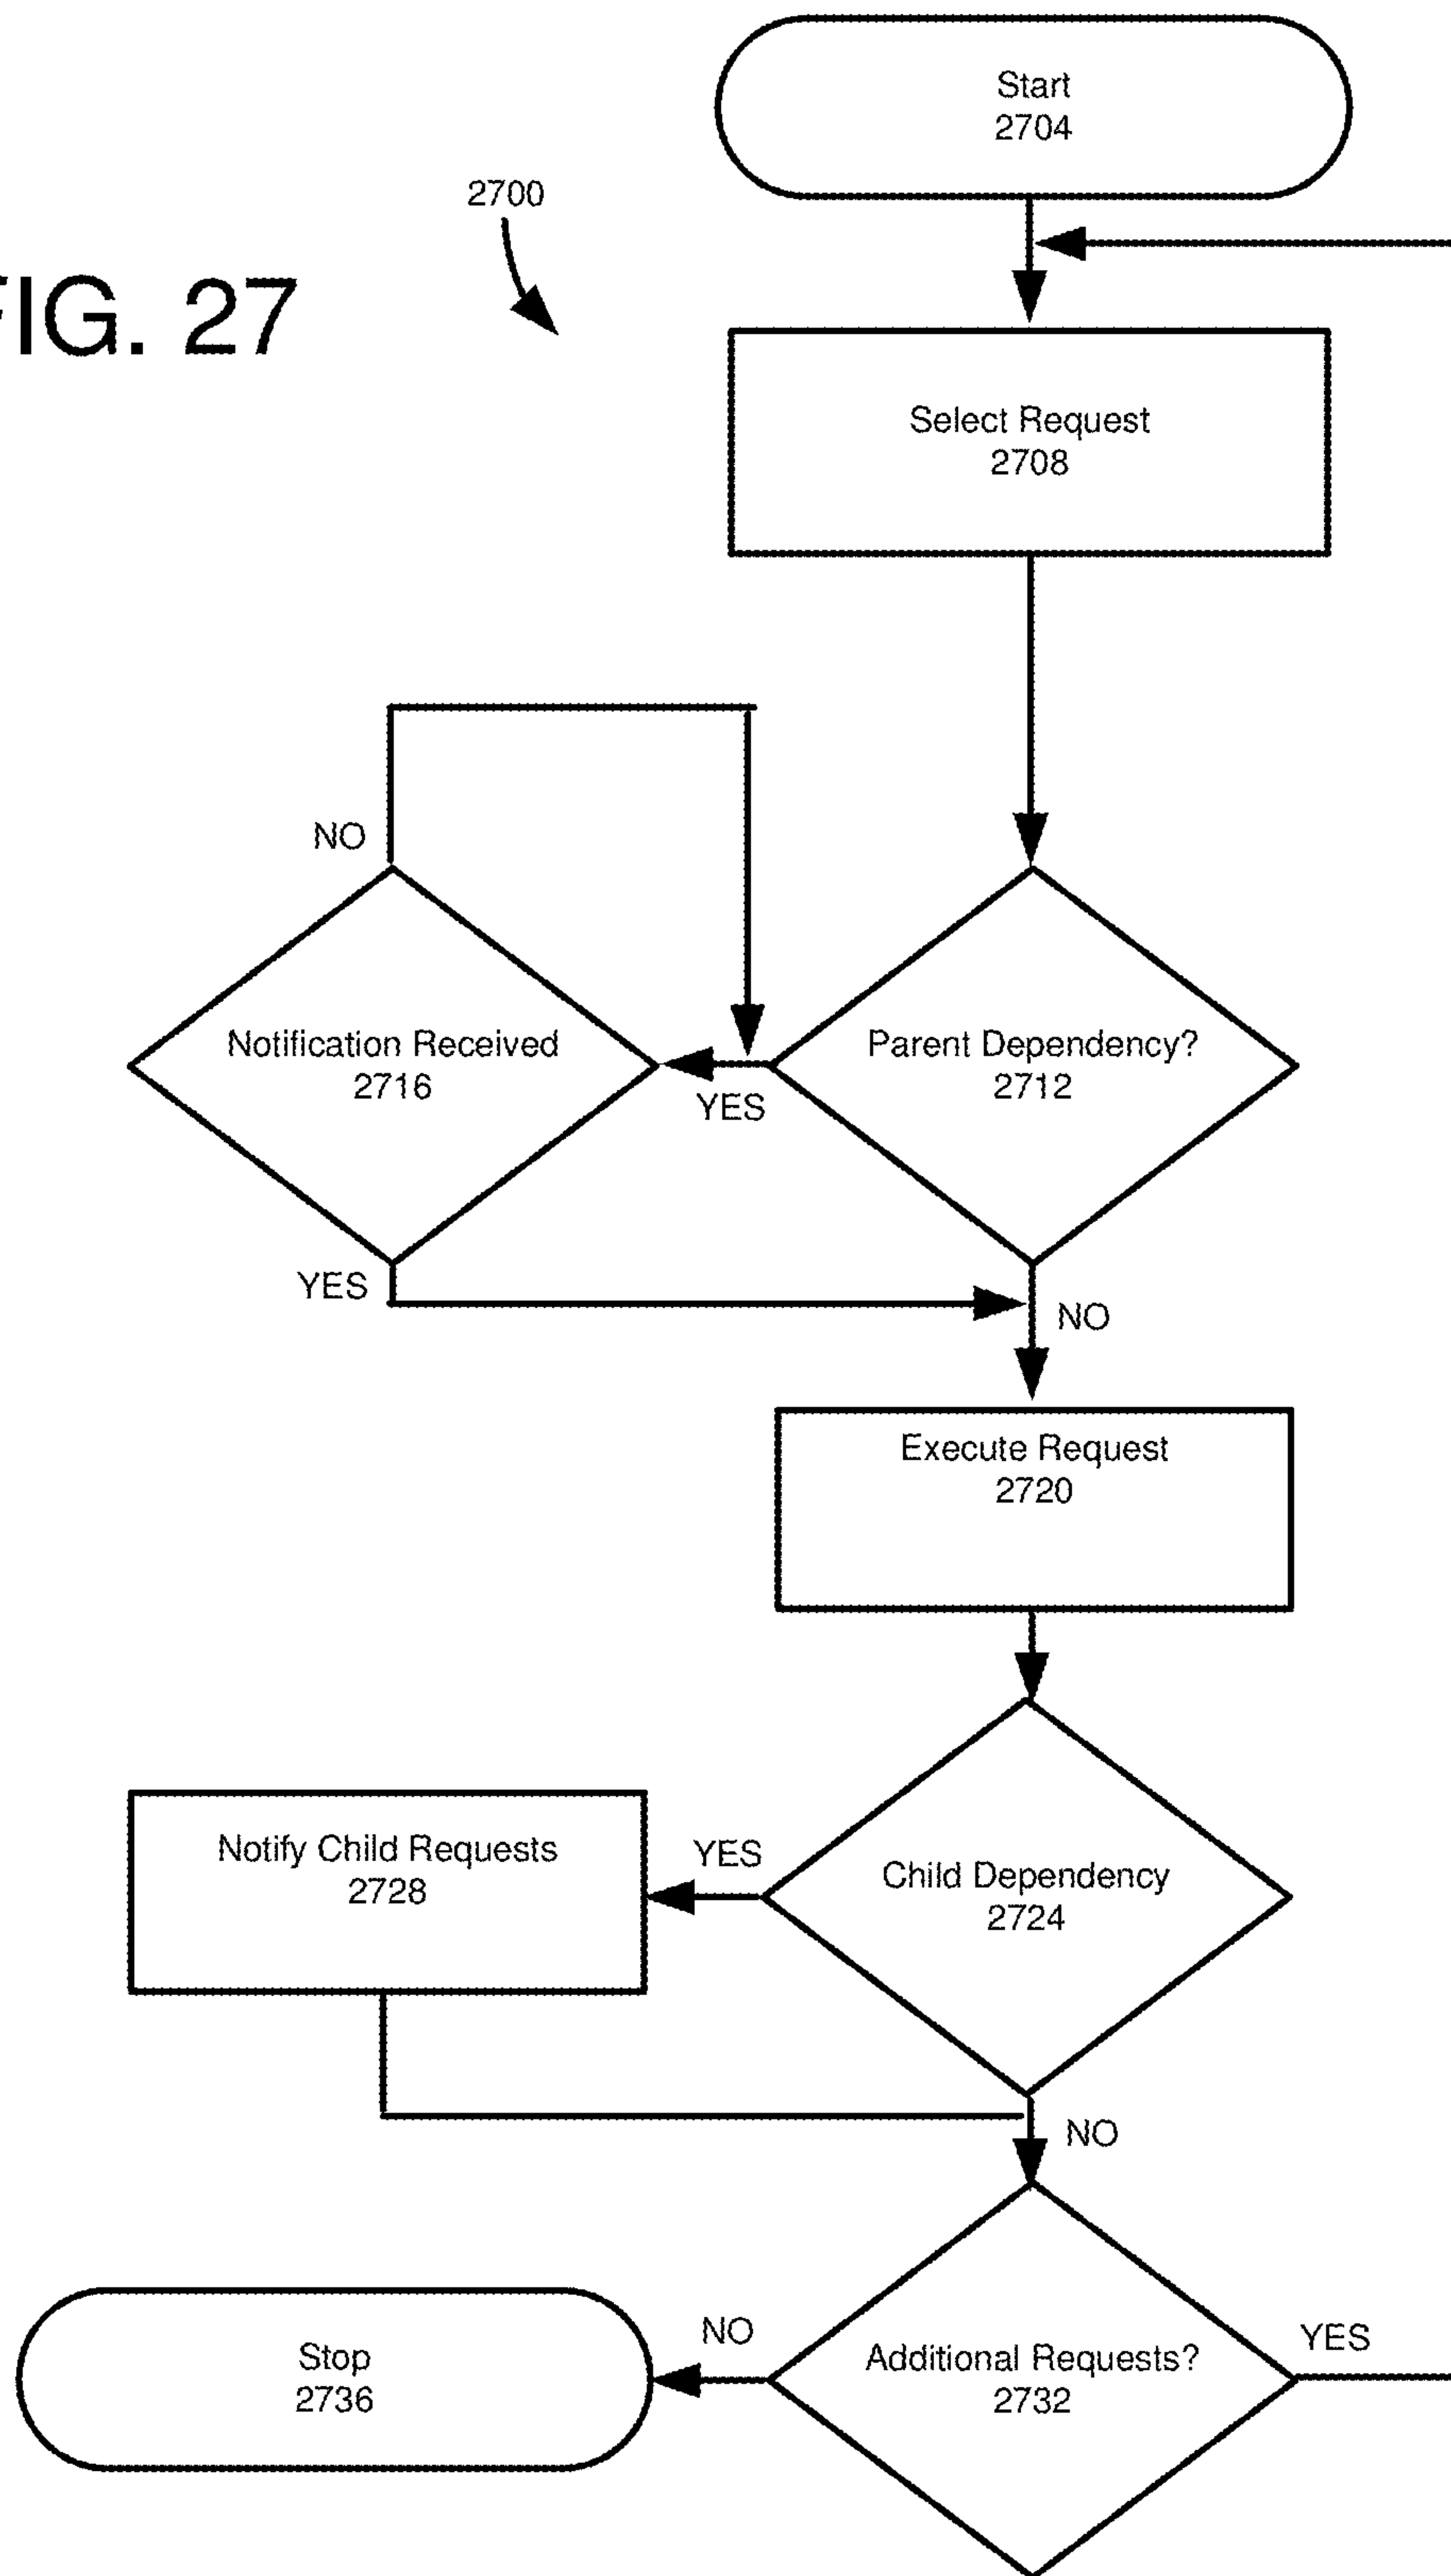 Start
2704
2700
FIG. 27
Select Request
2708
NO
Notification Received
2716
YES
Parent Dependency?
2712
YES
NO
Execute Request
2720
Notify Child Requests
2728
YES
Child Dependency
2724
NO
Stop
2736
NO
Additional Requests?
2732
YES